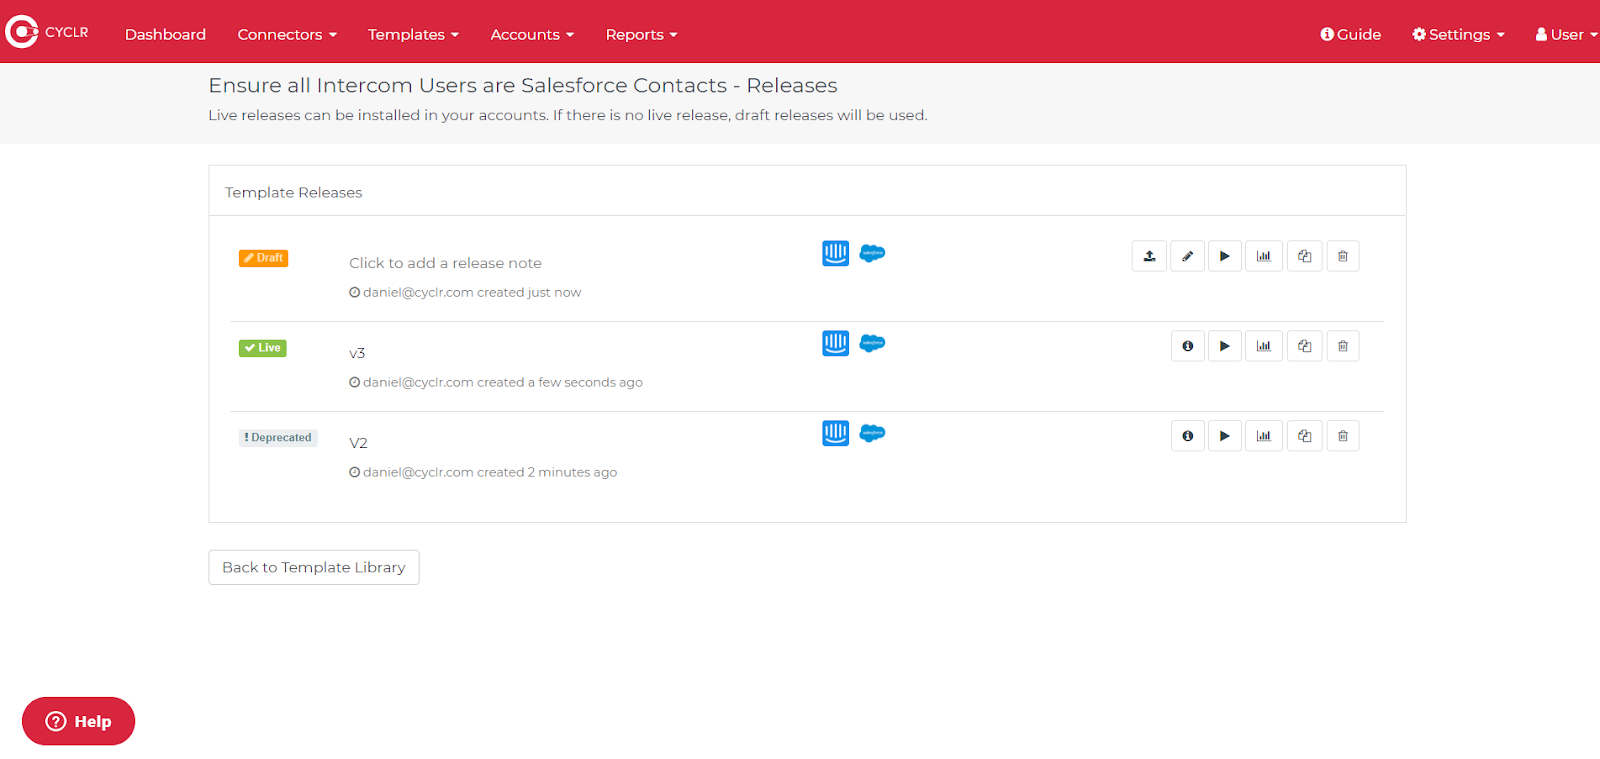 CYCLR Dashboard Connectors Templates Accounts Reports Guide Settings User
Ensure all Intercom Users are Salesforce Contacts - Releases
Live releases can be installed in your accounts. If there is no live release, draft releases will be used.
Template Releases
Draft
Click to add a release note
daniel@cyclr.com created just now
salesforce
Live
v3
daniel@cyclr.com created a few seconds ago
salesforce
Deprecated
V2
daniel@cyclr.com created 2 minutes ago
salesforce
Back to Template Library
Help